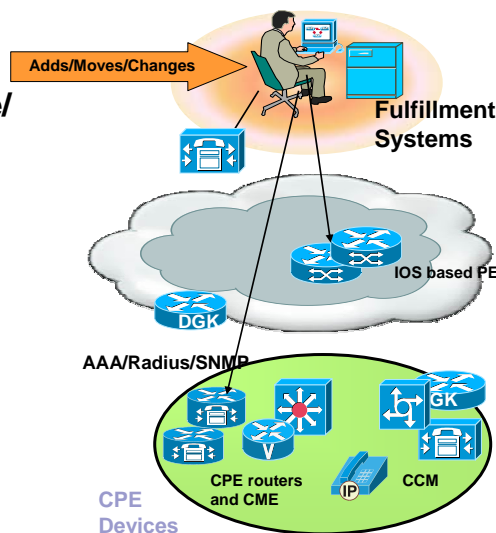 Adds/Moves/Changes
e/
Fulfillment
Systems
IOS based PE
DGK
AAA/Radius/SNMP
GK
V
CPE routers
and CME
IP
CCM
CPE
Devices